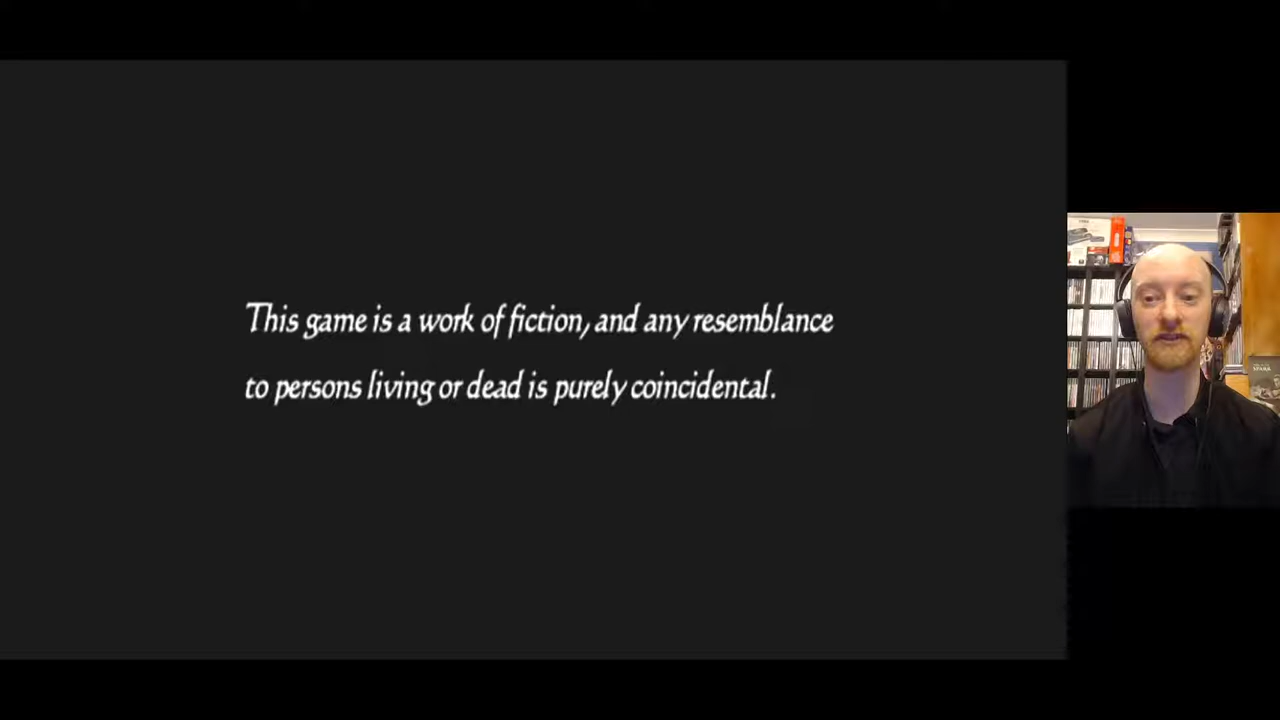 This game is a work of fiction, and any resemblance
to persons living or dead is purely coincidental.